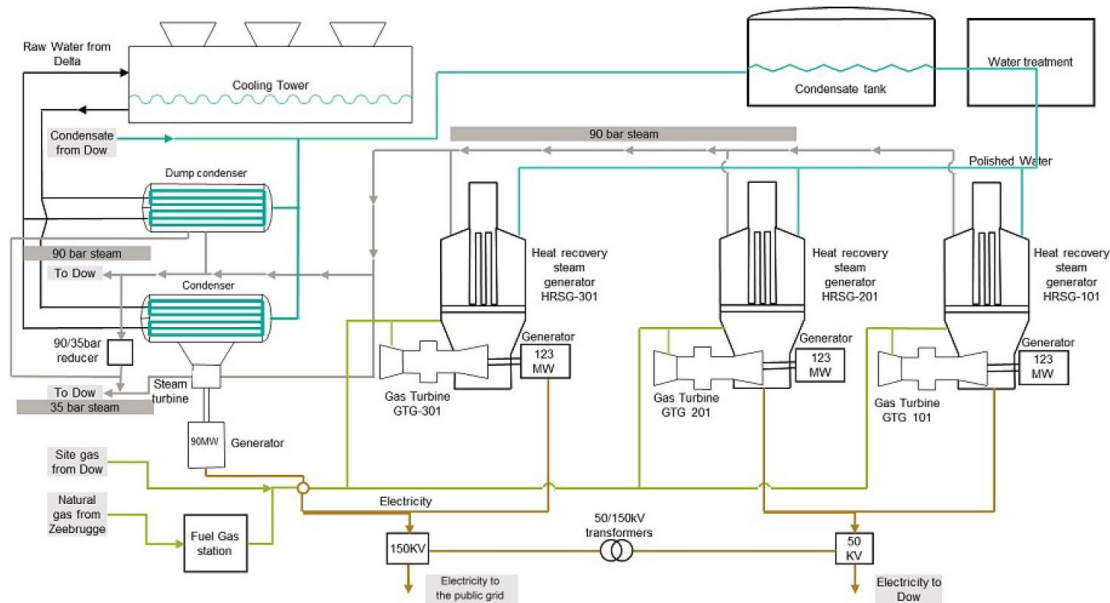 Raw Water from
Delta
Cooling Tower
Condensate
from Dow
Condensate tank
Water treatment
90 bar steam
Polished Water
Dump condenser
90 bar steam
To Dow
Condenser
90/35bar
reducer
To Dow
35 bar steam
Steam
turbine
90MW
Generator
Heat recovery
steam
generator
HRSG-301
Generator
123
MW
Gas Turbine
GTG-301
Heat recovery
steam
generator
HRSG-201
Generator
123
MW
Gas Turbine
GTG 201
Heat recovery
steam
generator
HRSG-101
Generator
123
MW
Gas Turbine
GTG 101
Site gas
from Dow
Natural
gas from
Zeebrugge
Fuel Gas
station
Electricity
150KV
50/150kV
transformers
50
KV
Electricity to
the public grid
Electricity to
Dow